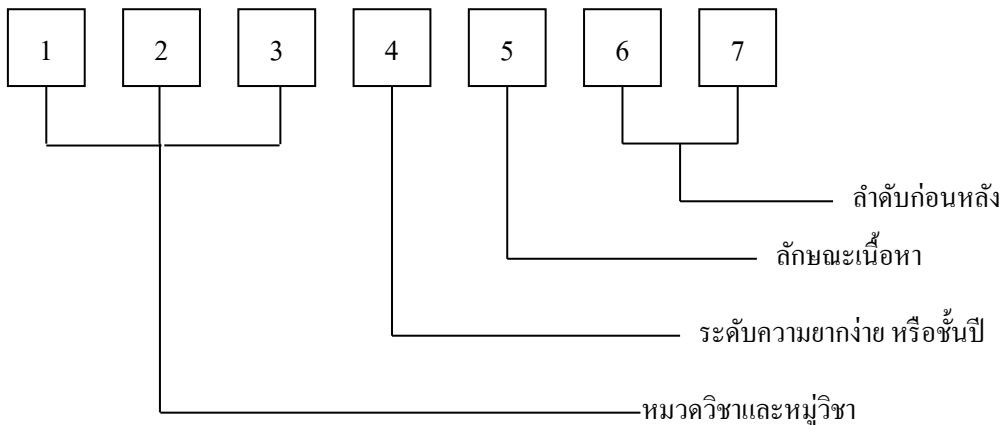 1 2 3 4 5 6 7
ลำดับก่อนหลัง
ลักษณะเนื้อหา
ระดับความยากง่าย หรือชั้นปี
หมวดวิชาและหมู่วิชา